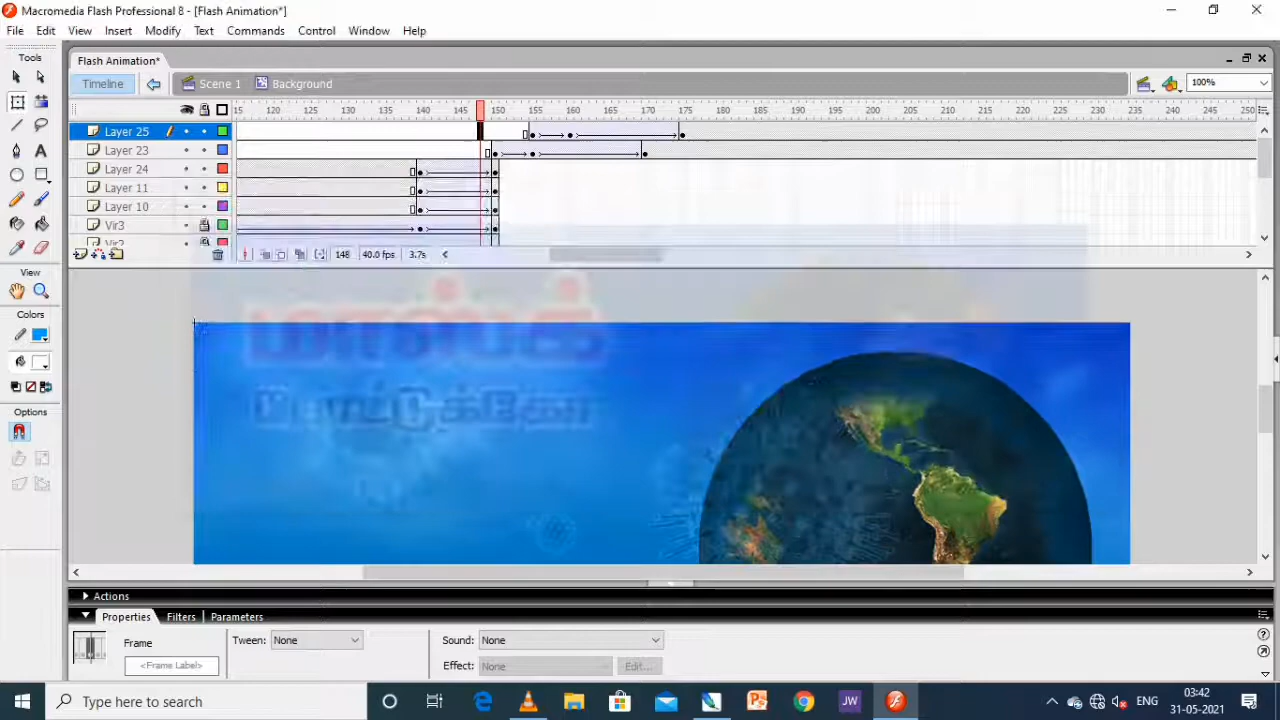 Macromedia Flash Professional 8 - [Flash Animation*]
File Edit View Insert Modify Text Commands Control Window Help
Tools
Flash Animation*
Timeline Scene 1 Background 100%
15 120 125 130 135 140 145 150 155 160 165 170 175 180 185 190 195 200 205 210 215 220 225 230 235 240 245 250
Layer 25
Layer 23
Layer 24
Layer 11
Layer 10
Vir3
Vir2
148 40.0 fps 3.7s
View
Colors
Options
Actions
Properties Filters Parameters
Frame Tween: None Sound: None
<Frame Label> Effect: None Edit...
Type here to search
JW
ENG
03:42
31-05-2021